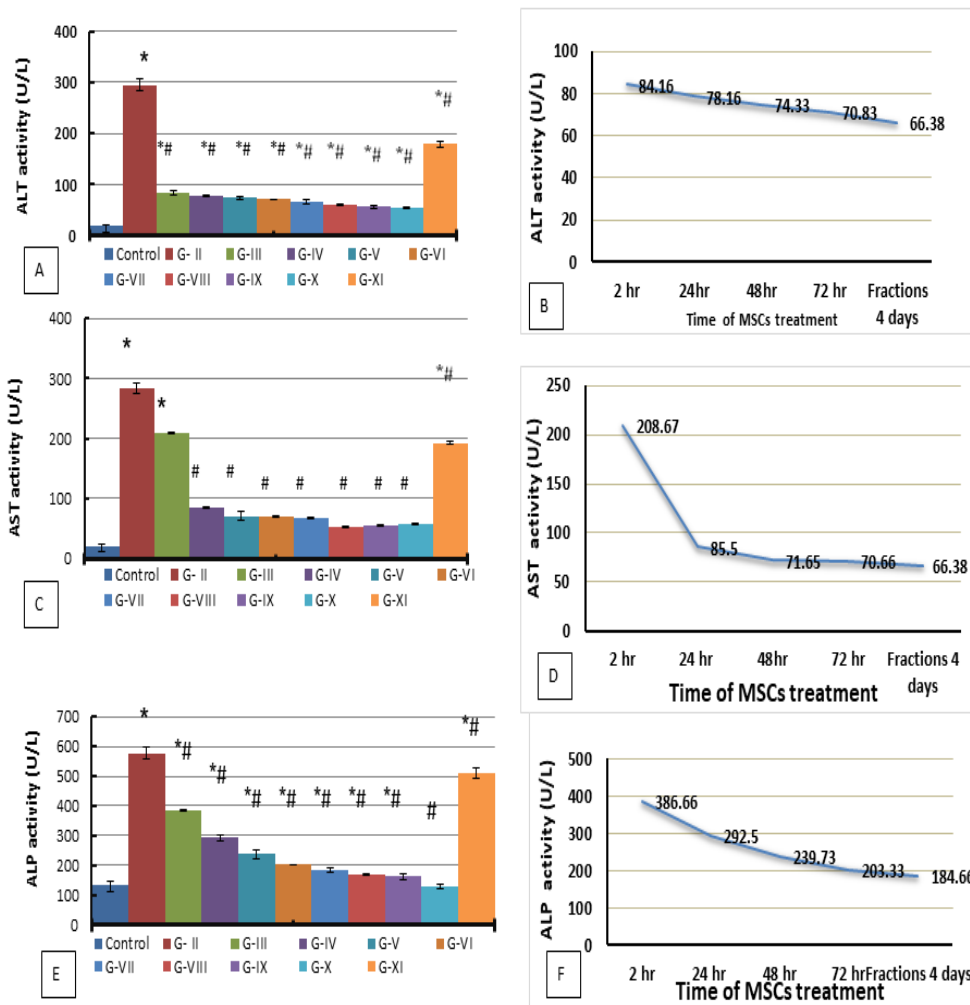 400
300
200
100
0
ALT activity (U/L)
*
*# *# *# *# *# *# *# *#
*#
Control G- II G-III G-IV G-V G-VI
G-VII G-VIII G-IX G-X G-XI
A
100
80
60
40
20
0
ALT activity (U/L)
84.16 78.16 74.33 70.83 66.38
2 hr 24hr 48hr 72 hr Fractions
4 days
Time of MSCs treatment
B
400
300
200
100
0
AST activity (U/L)
*
*
# # # # # # #
*#
Control G- II G-III G-IV G-V G-VI
G-VII G-VIII G-IX G-X G-XI
C
250
200
150
100
50
0
AST activity (U/L)
208.67 85.5 71.65 70.66 66.38
2 hr 24 hr 48hr 72 hr Fractions 4
days
Time of MSCs treatment
D
700
600
500
400
300
200
100
0
ALP activity (U/L)
*
*# *# *# *# *# *# *# #
*#
Control G- II G-III G-IV G-V G-VI
G-VII G-VIII G-IX G-X G-XI
E
500
400
300
200
100
0
ALP activity (U/L)
386.66 292.5 239.73 203.33 184.66
2 hr 24 hr 48 hr 72 hr Fractions 4 days
Time of MSCs treatment
F